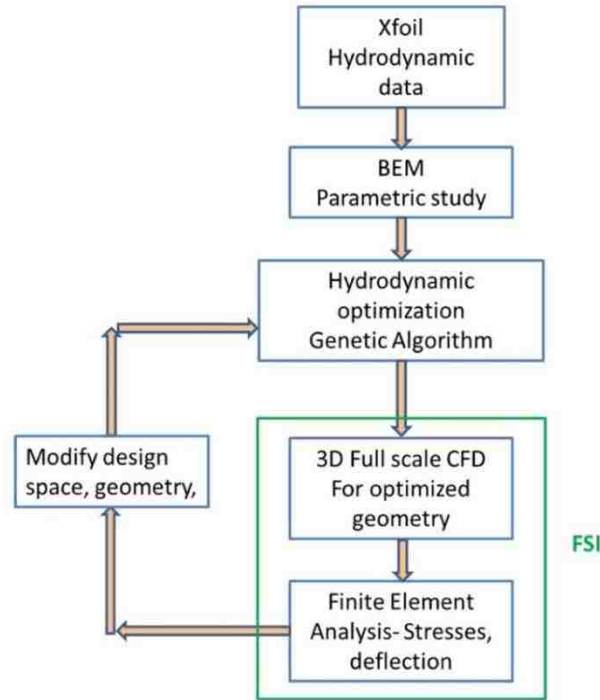 Xfoil
Hydrodynamic
data
BEM
Parametric study
Hydrodynamic
optimization
Genetic Algorithm
Modify design
space, geometry,
3D Full scale CFD
For optimized
geometry
FSI
Finite Element
Analysis- Stresses,
deflection